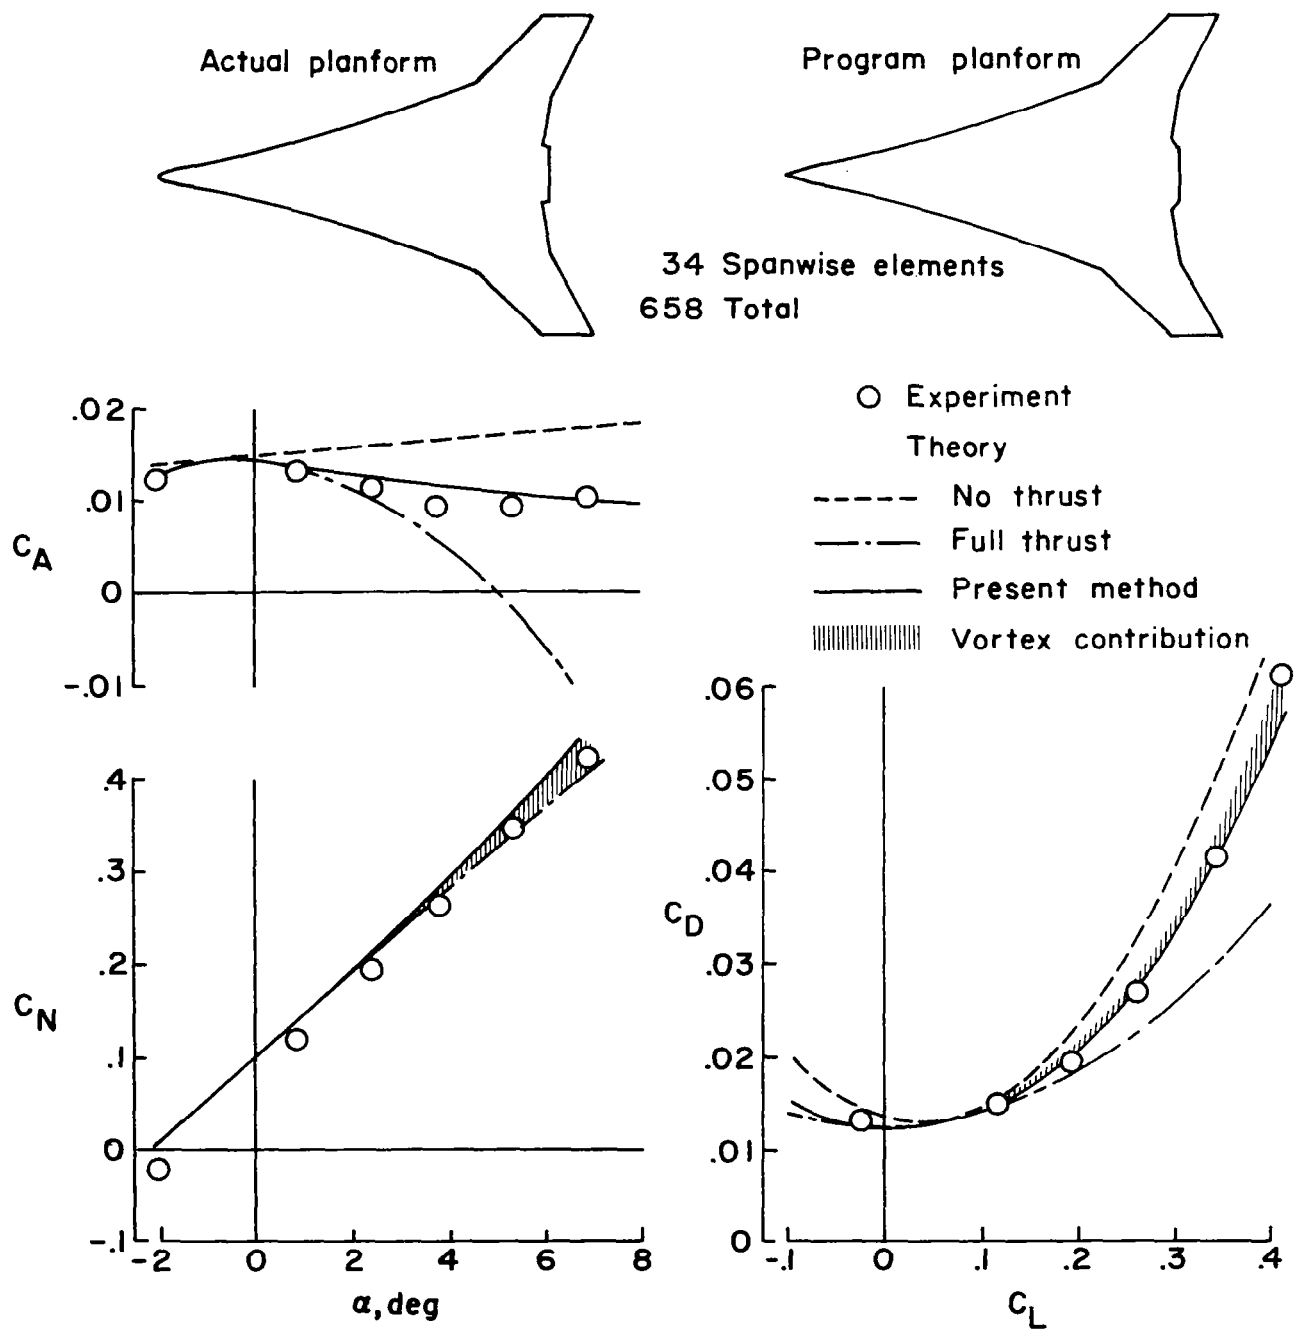 Actual planform
Program planform
34 Spanwise elements
658 Total
.02
.01
0
-.01
C_A
Experiment
Theory
No thrust
Full thrust
Present method
Vortex contribution
.4
.3
.2
.1
0
-.1
C_N
-2 0 2 4 6 8
α, deg
.06
.05
.04
.03
.02
.01
0
C_D
-.1 0 .1 .2 .3 .4
C_L